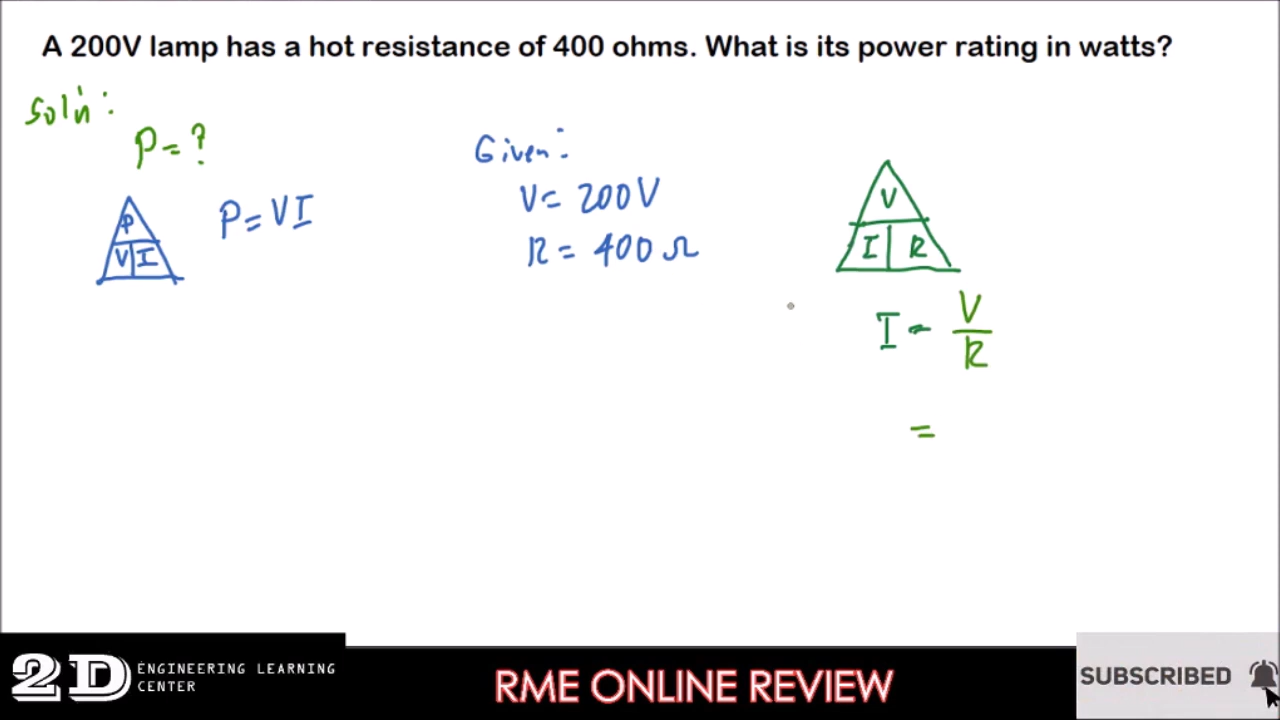 A 200V lamp has a hot resistance of 400 ohms. What is its power rating in watts?
Sol'n :
P = ?
P
V I
P = VI
Given :
V = 200V
R = 400 Ω
V
I R
I = V
R
=
2D ENGINEERING LEARNING
CENTER
RME ONLINE REVIEW
SUBSCRIBED